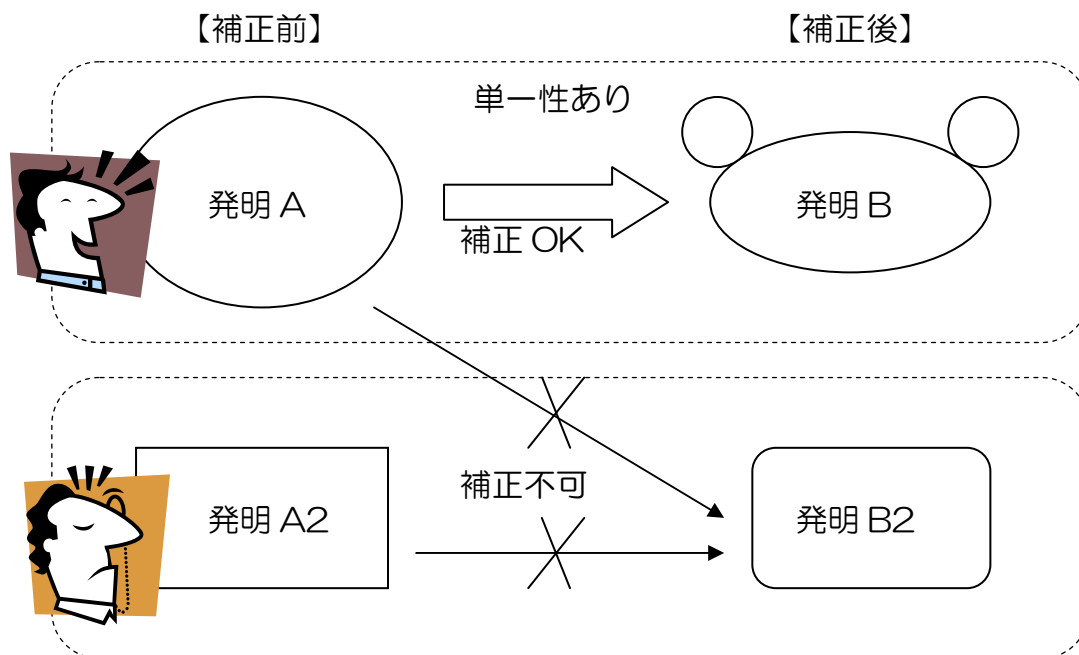 【補正前】
【補正後】
単一性あり
発明 A
補正 OK
発明 B
補正不可
発明 A2
発明 B2